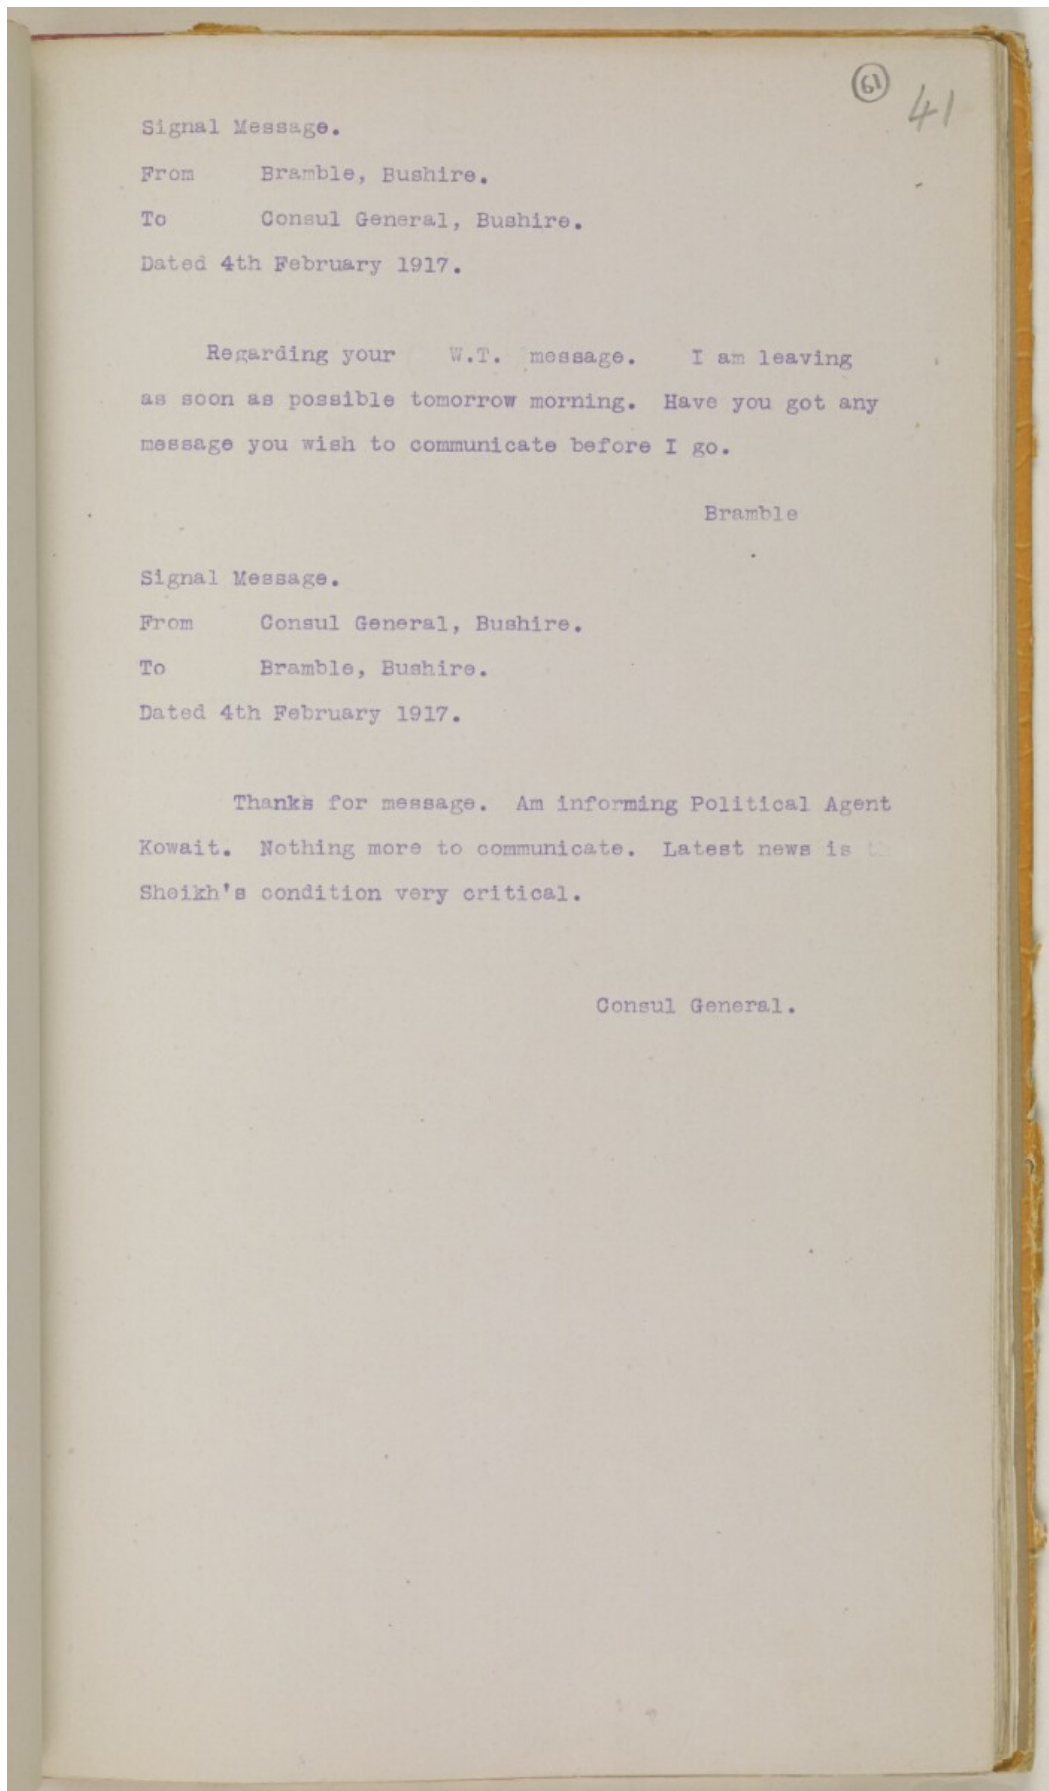 61
41
Signal Message.
From Bramble, Bushire.
To Consul General, Bushire.
Dated 4th February 1917.
Regarding your W.T. message. I am leaving
as soon as possible tomorrow morning. Have you got any
message you wish to communicate before I go.
Bramble
Signal Message.
From Consul General, Bushire.
To Bramble, Bushire.
Dated 4th February 1917.
Thanks for message. Am informing Political Agent
Kowait. Nothing more to communicate. Latest news is
Sheikh's condition very critical.
Consul General.